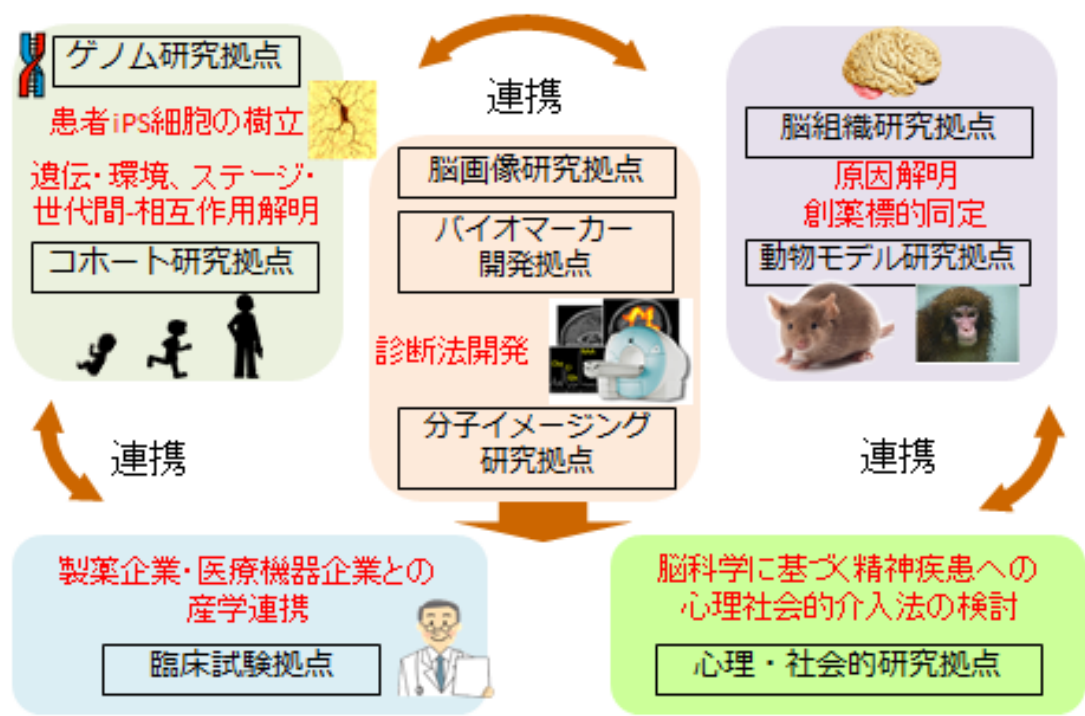 ゲノム研究拠点
患者iPS細胞の樹立
遺伝・環境、ステージ・
世代間-相互作用解明
コホート研究拠点
連携
脳画像研究拠点
バイオマーカー
開発拠点
診断法開発
分子イメージング
研究拠点
脳組織研究拠点
原因解明
創薬標的同定
動物モデル研究拠点
連携
連携
製薬企業・医療機器企業との
産学連携
臨床試験拠点
脳科学に基づく精神疾患への
心理社会的介入法の検討
心理・社会的研究拠点